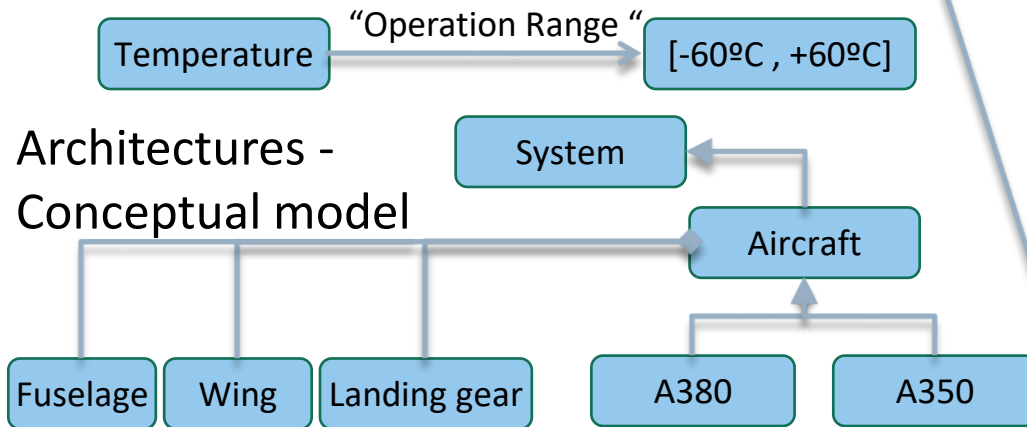 “Operation Range “
Temperature
[-60ºC , +60ºC]
Architectures -
Conceptual model
System
Aircraft
Fuselage
Wing
Landing gear
A380
A350